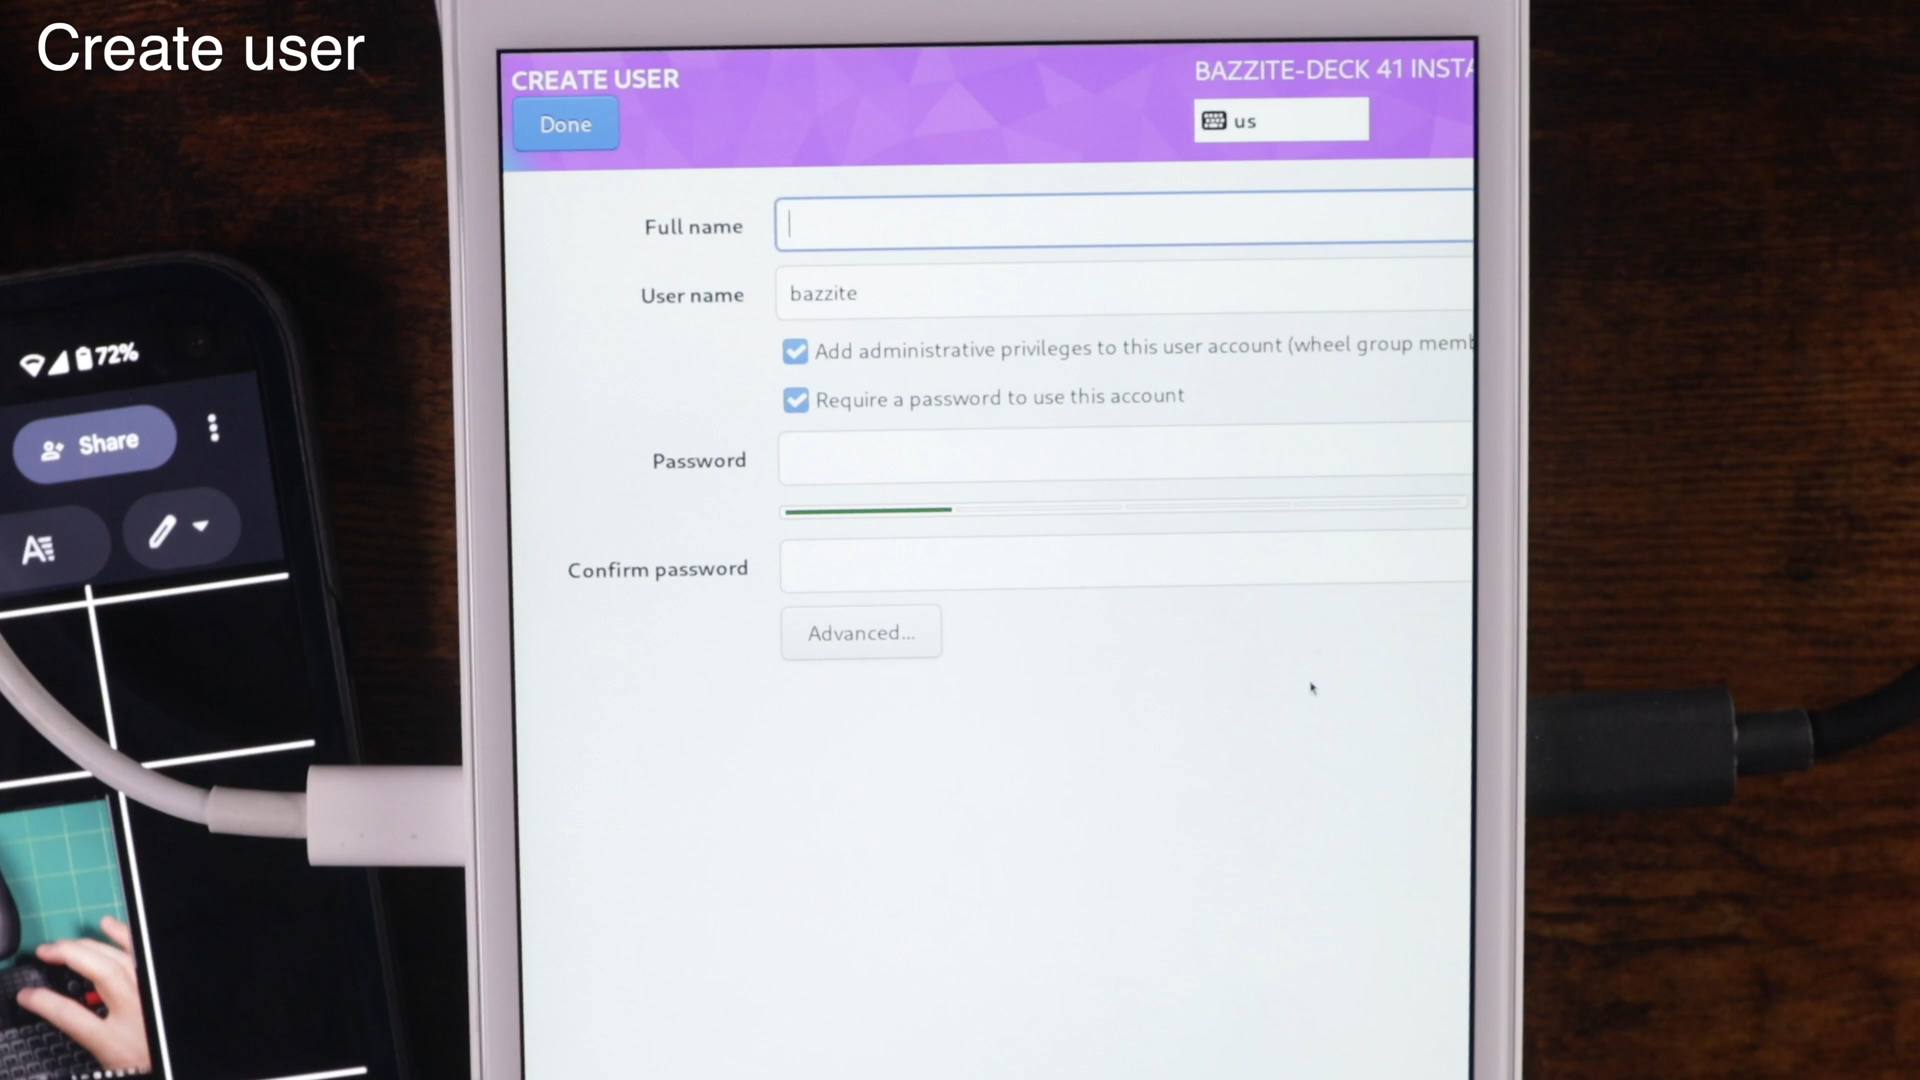 Create user
CREATE USER
BAZZITE-DECK 41 INSTA
Done
us
Full name
User name
bazzite
Add administrative privileges to this user account (wheel group memb
Require a password to use this account
Password
Confirm password
Advanced...
72%
Share
A